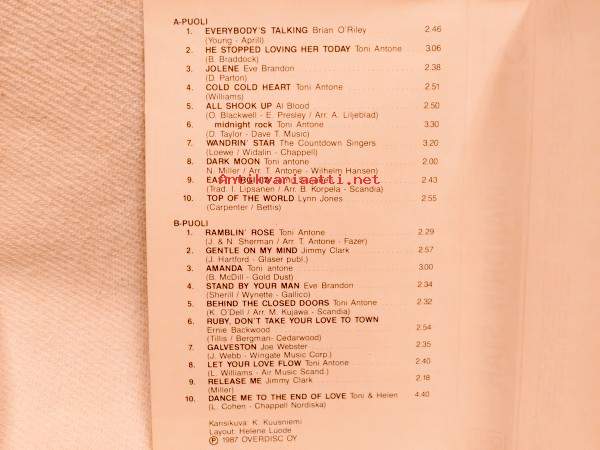 A-PUOLI
1. EVERYBODY'S TALKING Brian O'Riley 2.46
(Young - Aprill)
2. HE STOPPED LOVING HER TODAY Toni Antone 3.06
(B. Braddock)
3. JOLENE Eve Brandon 2.38
(D. Parton)
4. COLD COLD HEART Toni Antone 2.51
(Williams)
5. ALL SHOOK UP Al Blood 2.50
(O. Blackwell - E. Presley / Arr. A. Liljeblad)
6. midnight rock Toni Antone 3.30
(D. Taylor - Dave T. Music)
7. WANDRIN' STAR The Countdown Singers 3.20
(Loewe / Widalin - Chappell)
8. DARK MOON Toni antone 2.00
N. Miller / Arr. T. Antone - Wilhelm Hansen)
Antikvariaatti.net
9. 2.43
(Trad. I. Lipsanen / Arr. B. Korpela - Scandia)
10. TOP OF THE WORLD Lynn Jones 2.55
(Carpenter / Bettis)
B-PUOLI
1. RAMBLIN' ROSE Toni Antone 2.29
(J. & N. Sherman / Arr. T. Antone - Fazer)
2. GENTLE ON MY MIND Jimmy Clark 2.57
(J. Hartford - Glaser publ.)
3. AMANDA Toni antone 3.00
(B. McDill - Gold Dust)
4. STAND BY YOUR MAN Eve Brandon 2.34
(Sherill / Wynette - Gallico)
5. BEHIND THE CLOSED DOORS Toni Antone 2.32
(K. O'Dell / Arr. M. Kujawa - Scandia)
6. RUBY, DON'T TAKE YOUR LOVE TO TOWN
Ernie Backwood 2.54
(Tillis / Bergman- Cedarwood)
7. GALVESTON Joe Webster 2.35
(J. Webb - Wingate Music Corp.)
8. LET YOUR LOVE FLOW Toni Antone 2.40
(L. Williams - Air Music Scand.)
9. RELEASE ME Jimmy Clark 2.18
(Miller)
10. DANCE ME TO THE END OF LOVE Toni & Helen 4.40
(L. Cohen - Chappell Nordiska)
Kansikuva: K. Kuusniemi
Layout: Helene Luode
Ⓟ 1987 OVERDISC OY